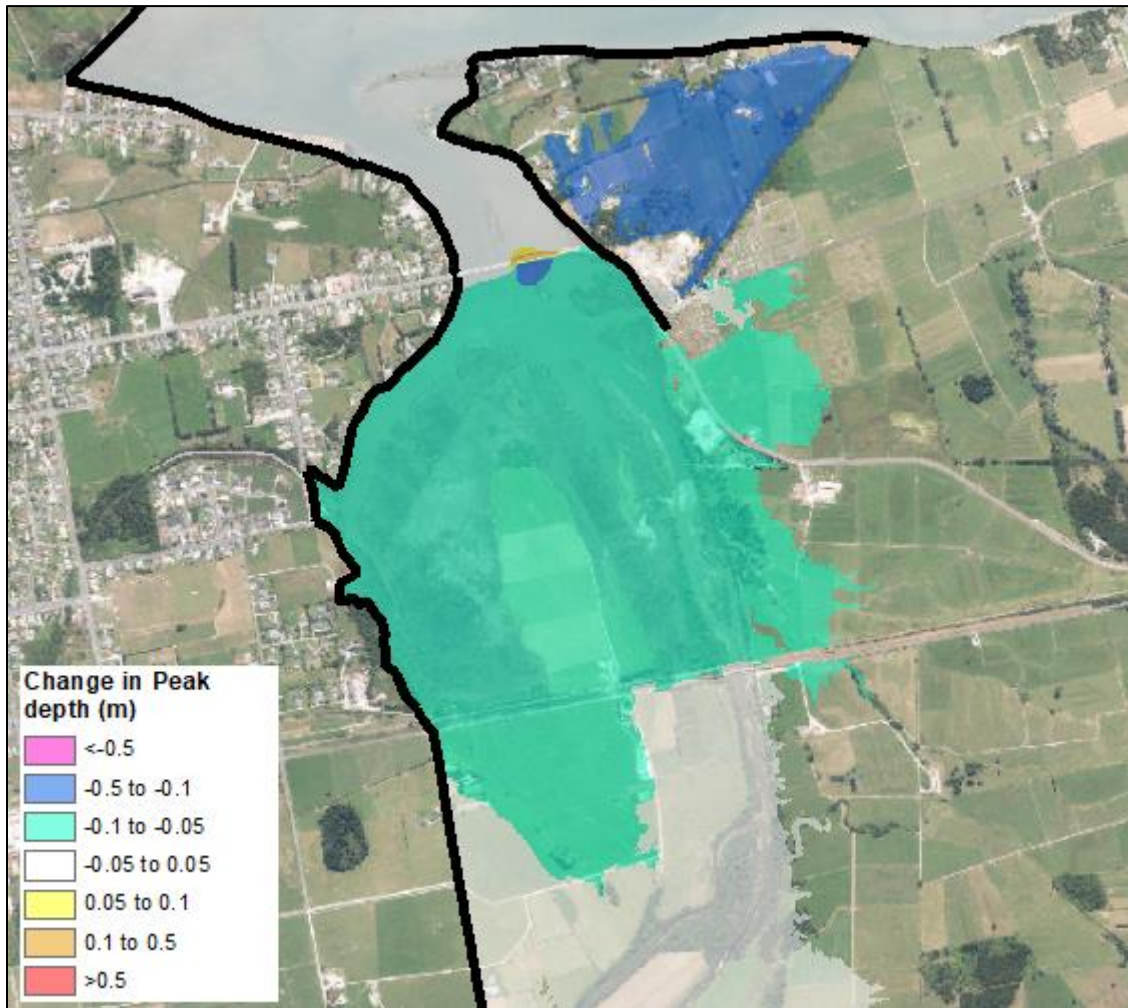 Change in Peak
depth (m)
<-0.5
-0.5 to -0.1
-0.1 to -0.05
-0.05 to 0.05
0.05 to 0.1
0.1 to 0.5
>0.5